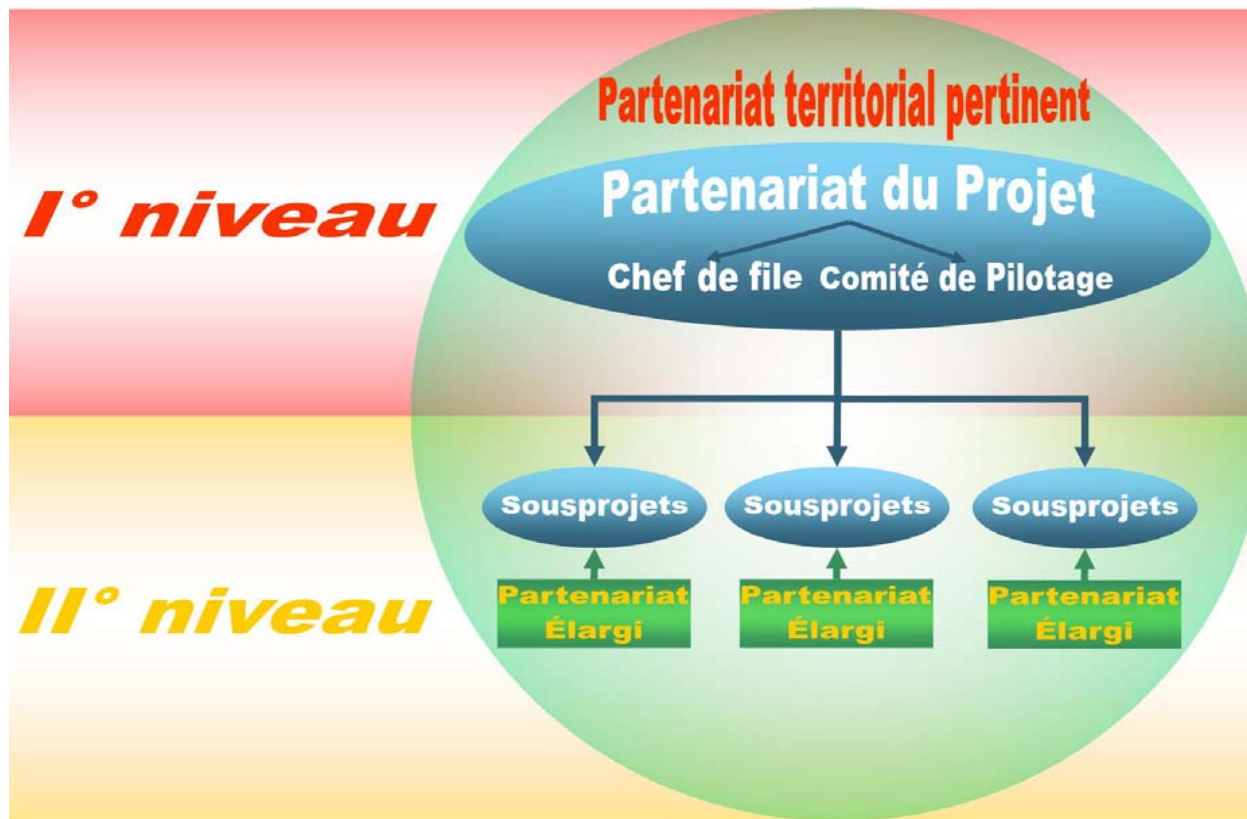 Partenariat territorial pertinent
I° niveau
Partenariat du Projet
Chef de file Comité de Pilotage
Sousprojets Sousprojets Sousprojets
II° niveau
Partenariat
Élargi
Partenariat
Élargi
Partenariat
Élargi